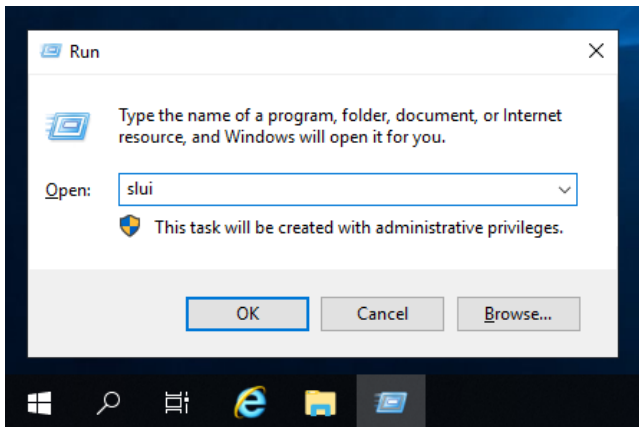 Run
Type the name of a program, folder, document, or Internet
resource, and Windows will open it for you.
Open: slui
This task will be created with administrative privileges.
OK Cancel Browse...